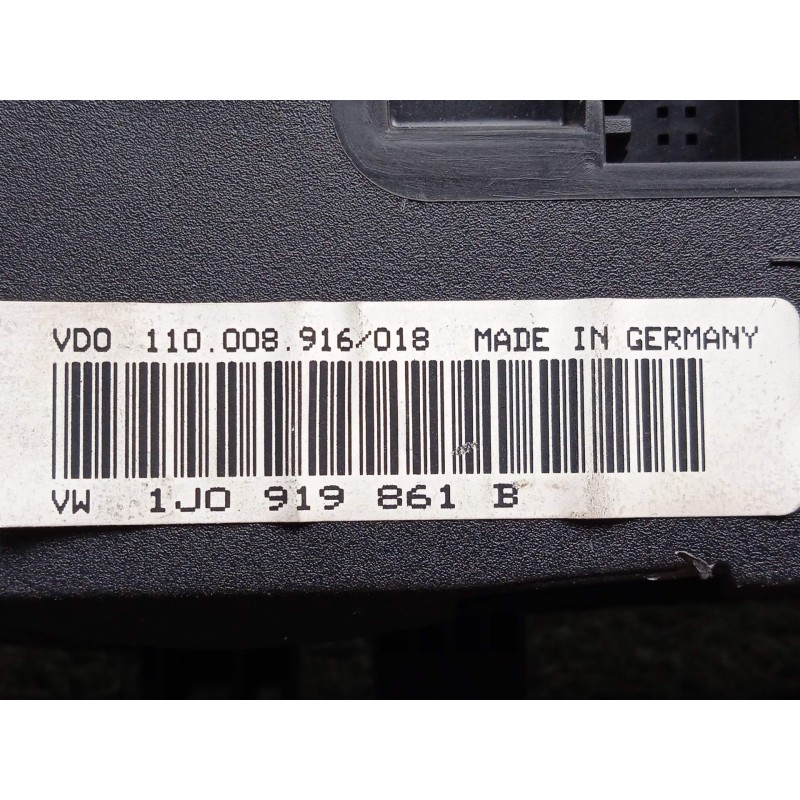 VDO 110.008.916/018 MADE IN GERMANY
VW 1J0 919 861 B